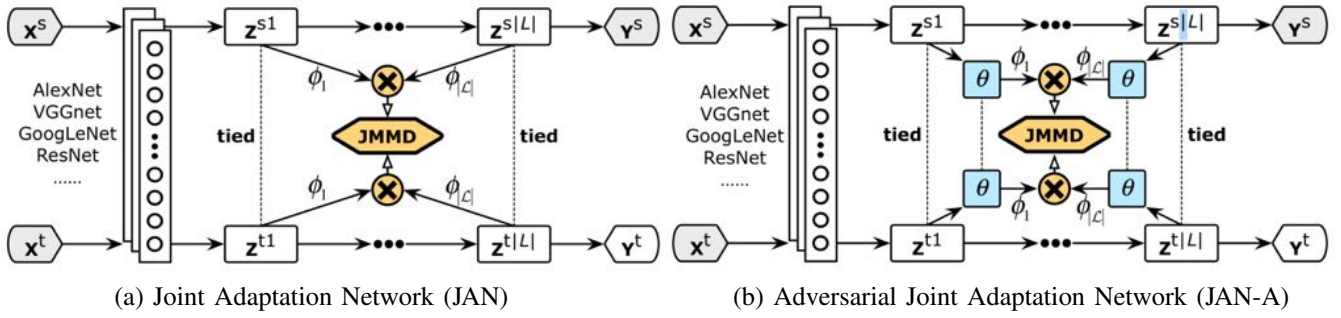 X^s Z^{s1} ••• Z^{s|L|} Y^s
ϕ_1 ϕ_{|ℒ|}
AlexNet
VGGnet
GoogLeNet
ResNet
......
tied JMMD tied
ϕ_1 ϕ_{|ℒ|}
X^t Z^{t1} ••• Z^{t|L|} Y^t
(a) Joint Adaptation Network (JAN)
X^s Z^{s1} ••• Z^{s|L|} Y^s
θ ϕ_1 ϕ_{|ℒ|} θ
AlexNet
VGGnet
GoogLeNet
ResNet
......
tied JMMD tied
θ ϕ_1 ϕ_{|ℒ|} θ
X^t Z^{t1} ••• Z^{t|L|} Y^t
(b) Adversarial Joint Adaptation Network (JAN-A)